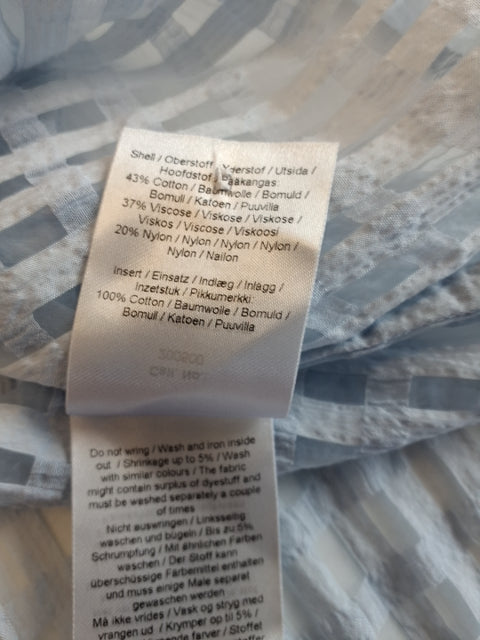 Shell / Oberstoff / Yderstof / Utsida /
Hoofdstof / Pääkangas:
43% Cotton / Baumwolle / Bomuld /
Bomull / Katoen / Puuvilla
37% Viscose / Viskose / Viskose /
Viskos / Viscose / Viskoosi
20% Nylon / Nylon / Nylon / Nylon /
Nylon / Nailon
Insert / Einsatz / Indlæg / Inlägg /
Inzetstuk / Pikkumerkki:
100% Cotton / Baumwolle / Bomuld /
Bomull / Katoen / Puuvilla
Do not wring / Wash and iron inside
out / Shrinkage up to 5% / Wash
with similar colours / The fabric
might contain surplus of dyestuff and
must be washed separately a couple
of times
Nicht auswringen / Linksseitig
waschen und bügeln / Bis zu 5%
Schrumpfung / Mit ähnlichen Farben
waschen / Der Stoff kann
überschüssige Färbemittel enthalten
und muss einige Male separat
gewaschen werden
Må ikke vrides / Vask og stryg med
vrangen ud / Krymper op til 5% /
farver / Stoffet